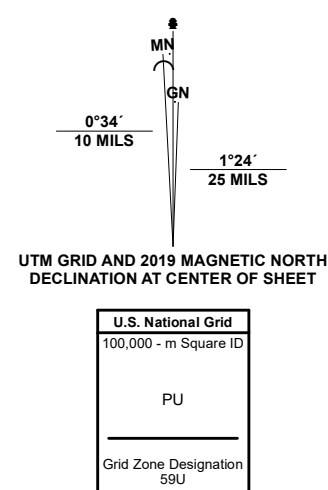 MN
GN
0°34´
10 MILS
1°24´
25 MILS
UTM GRID AND 2019 MAGNETIC NORTH
DECLINATION AT CENTER OF SHEET
U.S. National Grid
100,000 - m Square ID
PU
Grid Zone Designation
59U